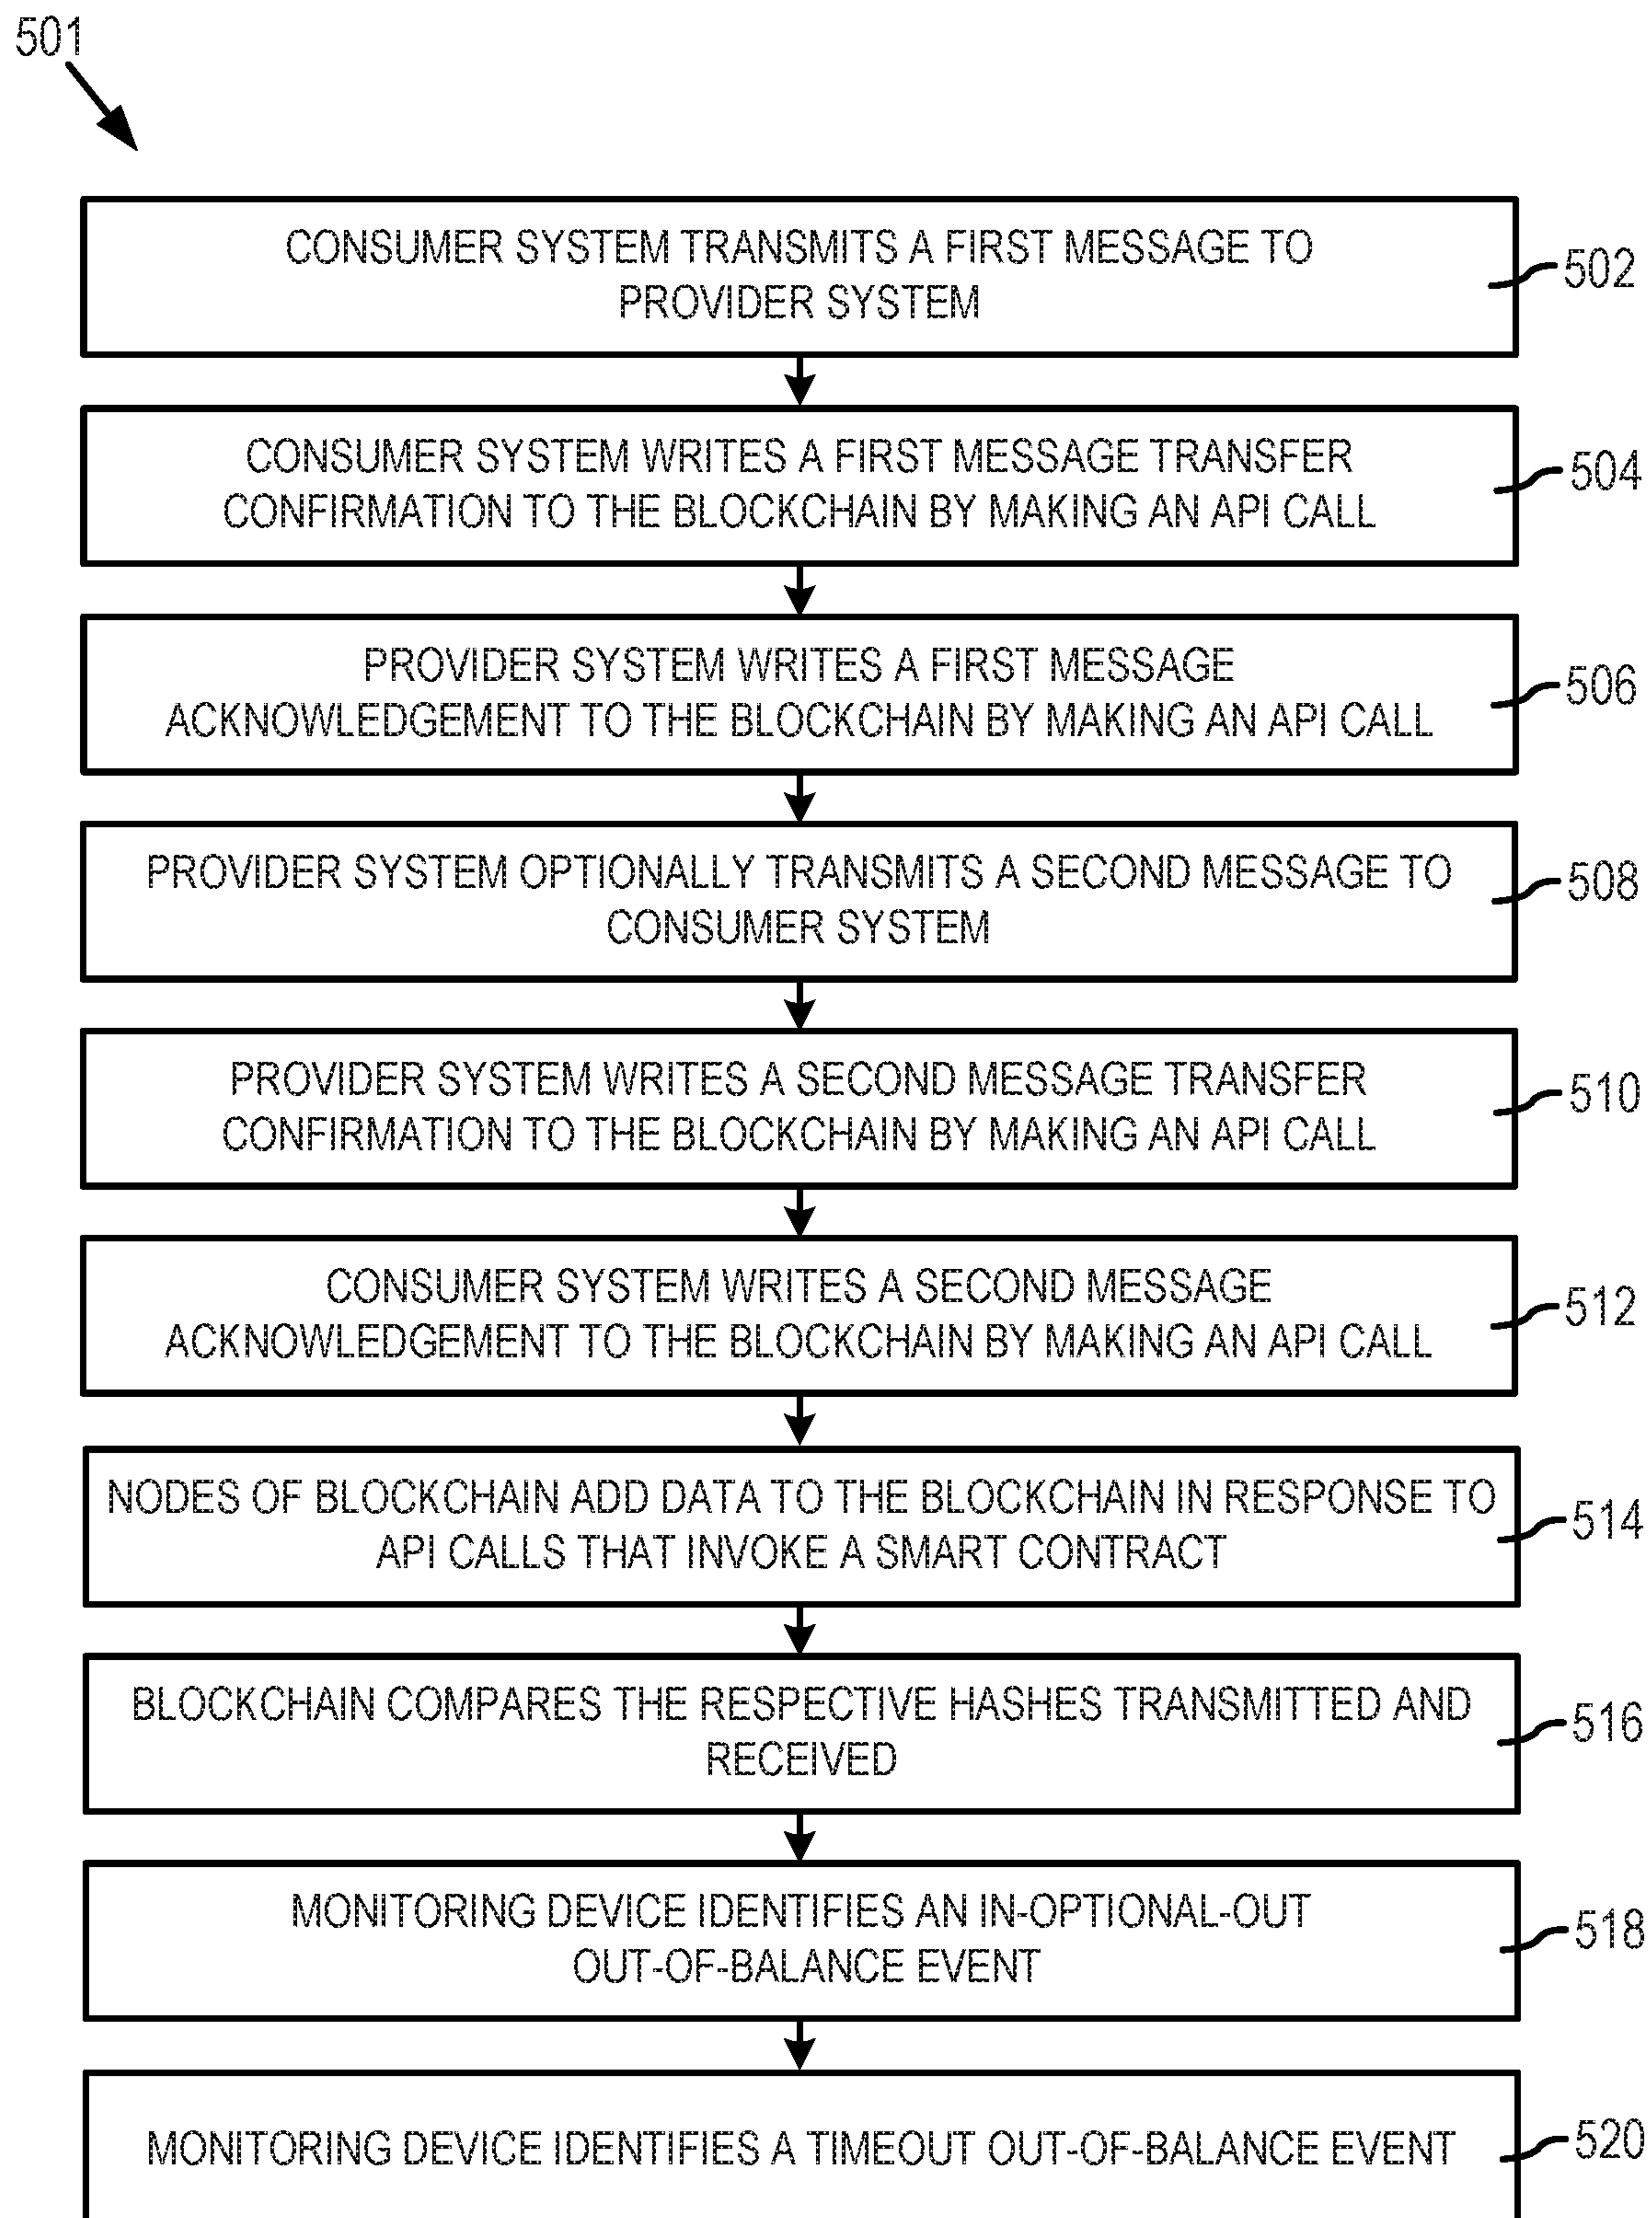 501
CONSUMER SYSTEM TRANSMITS A FIRST MESSAGE TO
PROVIDER SYSTEM
502
CONSUMER SYSTEM WRITES A FIRST MESSAGE TRANSFER
CONFIRMATION TO THE BLOCKCHAIN BY MAKING AN API CALL
504
PROVIDER SYSTEM WRITES A FIRST MESSAGE
ACKNOWLEDGEMENT TO THE BLOCKCHAIN BY MAKING AN API CALL
506
PROVIDER SYSTEM OPTIONALLY TRANSMITS A SECOND MESSAGE TO
CONSUMER SYSTEM
508
PROVIDER SYSTEM WRITES A SECOND MESSAGE TRANSFER
CONFIRMATION TO THE BLOCKCHAIN BY MAKING AN API CALL
510
CONSUMER SYSTEM WRITES A SECOND MESSAGE
ACKNOWLEDGEMENT TO THE BLOCKCHAIN BY MAKING AN API CALL
512
NODES OF BLOCKCHAIN ADD DATA TO THE BLOCKCHAIN IN RESPONSE TO
API CALLS THAT INVOKE A SMART CONTRACT
514
BLOCKCHAIN COMPARES THE RESPECTIVE HASHES TRANSMITTED AND
RECEIVED
516
MONITORING DEVICE IDENTIFIES AN IN-OPTIONAL-OUT
OUT-OF-BALANCE EVENT
518
MONITORING DEVICE IDENTIFIES A TIMEOUT OUT-OF-BALANCE EVENT
520